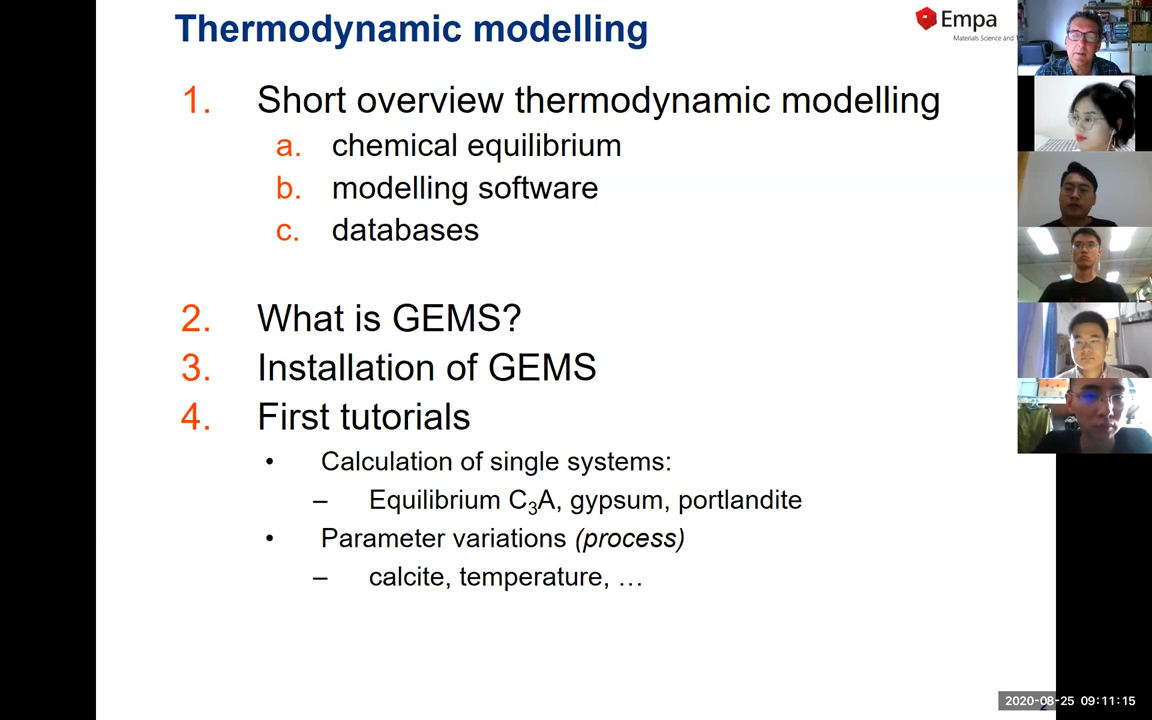 Thermodynamic modelling
Empa
Materials Science and T
1. Short overview thermodynamic modelling
a. chemical equilibrium
b. modelling software
c. databases
2. What is GEMS?
3. Installation of GEMS
4. First tutorials
• Calculation of single systems:
– Equilibrium C₃A, gypsum, portlandite
• Parameter variations (process)
– calcite, temperature, …
2020-08-25 09:11:15